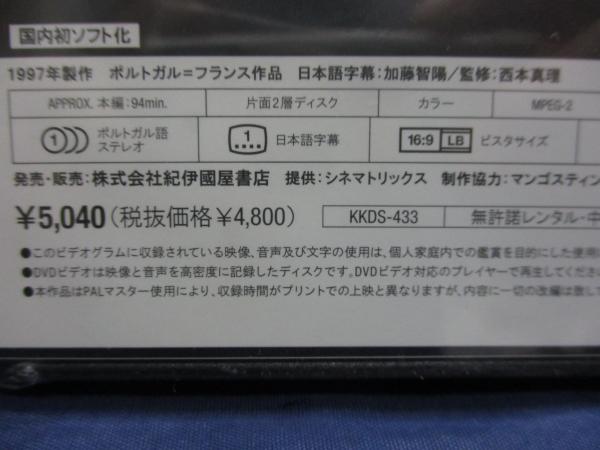 国内初ソフト化
1997年製作 ポルトガル=フランス作品 日本語字幕:加藤智陽/監修:西本真理
APPROX. 本編:94min. 片面2層ディスク カラー MPEG-2
1 ポルトガル語 ステレオ 1 日本語字幕 16:9 LB ビスタサイズ
発売・販売:株式会社紀伊國屋書店 提供:シネマトリックス 制作協力:マンゴスティン
¥5,040(税抜価格¥4,800) KKDS-433 無許諾レンタル・中
●このビデオグラムに収録されている映像、音声及び文字の使用は、個人家庭内での鑑賞を目的にした使用に
●DVDビデオは映像と音声を高密度に記録したディスクです。DVDビデオ対応のプレイヤーで再生してくださ
●本作品はPALマスター使用により、収録時間がプリントでの上映と異なりますが、内容に一切の改編は致して